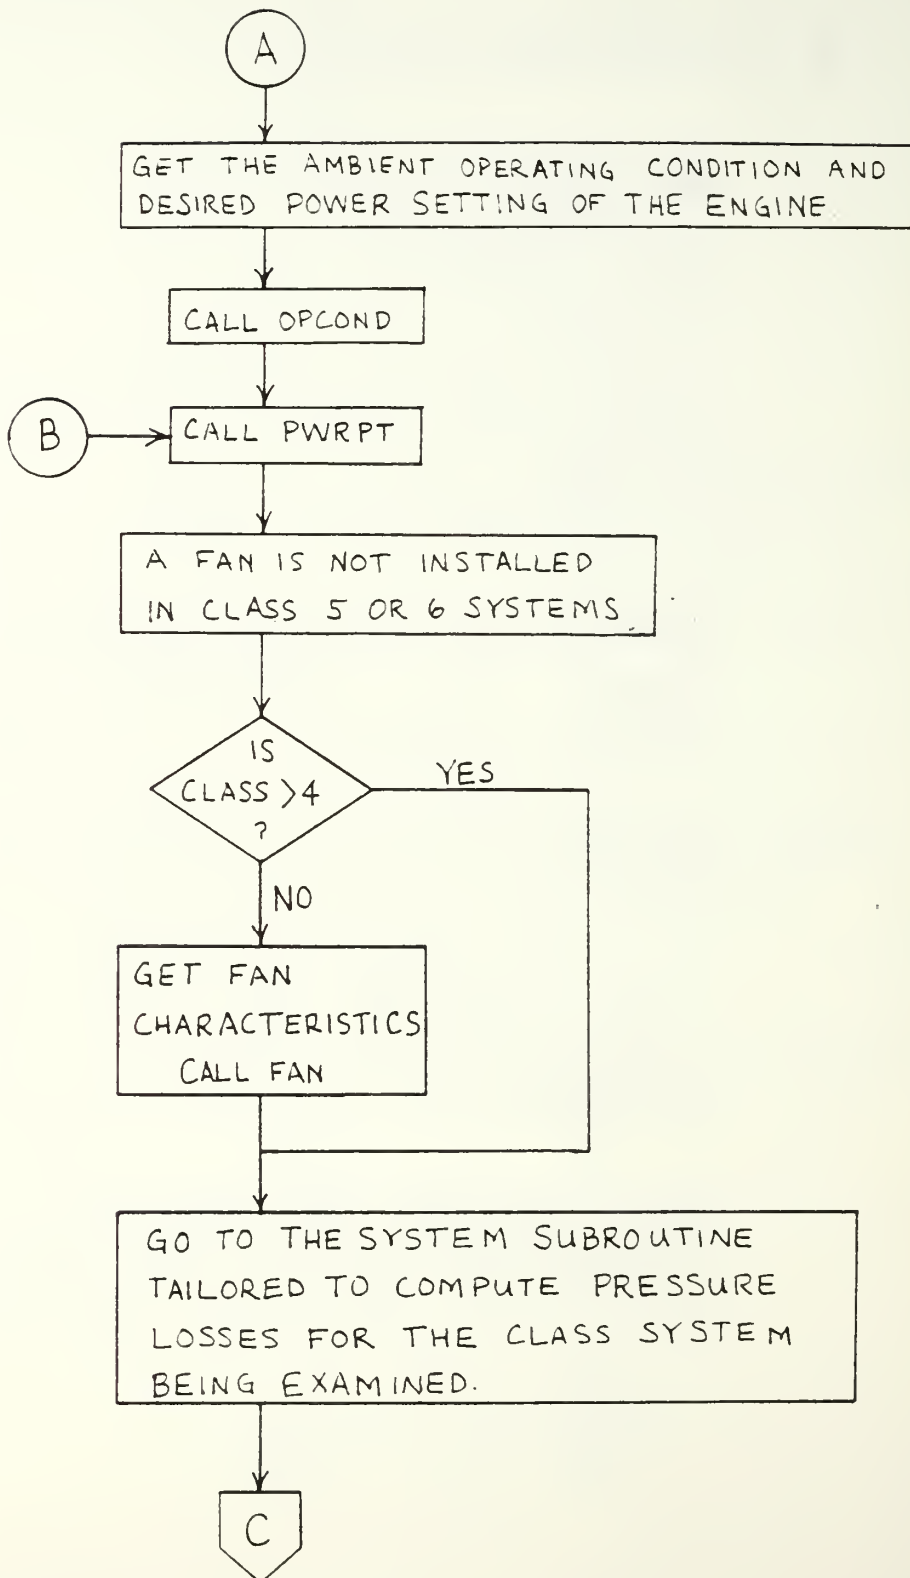 A
GET THE AMBIENT OPERATING CONDITION AND
DESIRED POWER SETTING OF THE ENGINE
CALL OPCOND
B
CALL PWRPT
A FAN IS NOT INSTALLED
IN CLASS 5 OR 6 SYSTEMS
IS
CLASS >4
?
YES
NO
GET FAN
CHARACTERISTICS
CALL FAN
GO TO THE SYSTEM SUBROUTINE
TAILORED TO COMPUTE PRESSURE
LOSSES FOR THE CLASS SYSTEM
BEING EXAMINED.
C